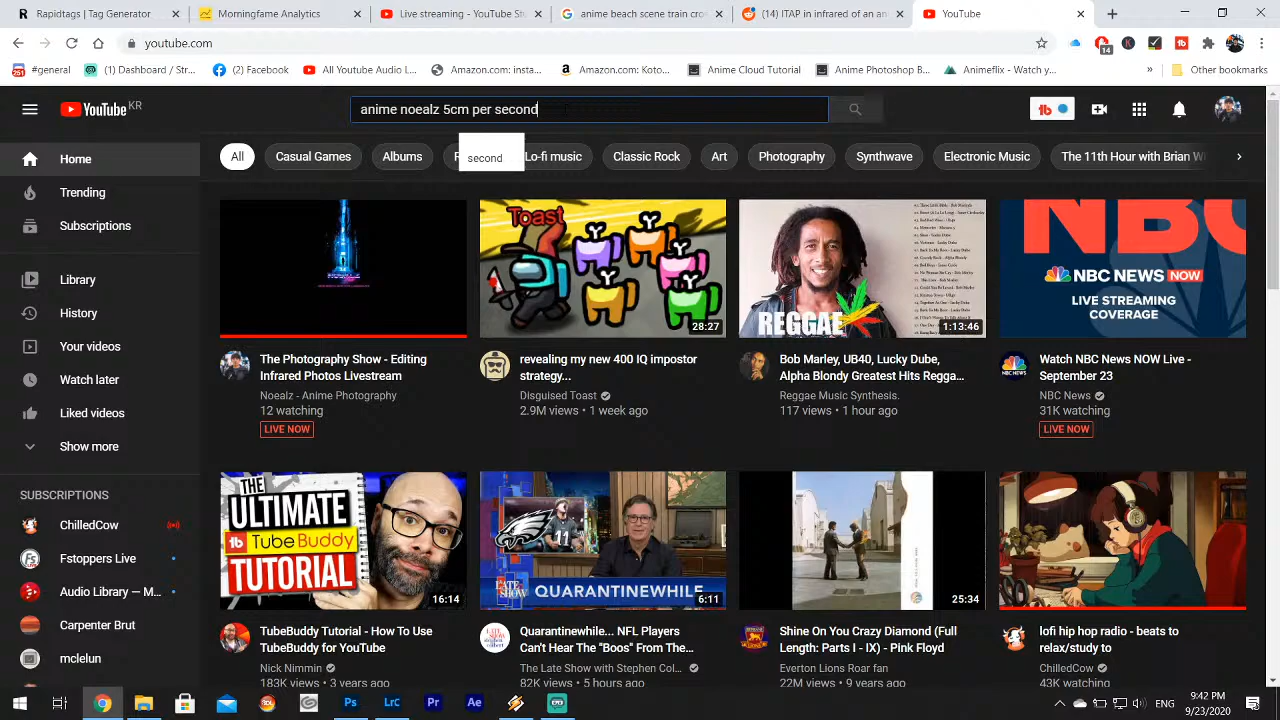 Rapidtags | Generate
Morningstar | Empowering
Live streaming - YouTube Stud
anime beach scene train cros
(14) ITAP in infrared of an anc
YouTube
youtube.com
14
#general
(1) Dashboard / Str...
(2) Facebook
All Youtube Audio L...
Amazon.com: insta...
Amazon.com: Koto...
Anime Cloud Tutorial
Anime Photoshop B...
Animeflix - Watch y...
Other bookmarks
YouTube KR
anime noealz 5cm per second
second
All
Casual Gaming
Albums
Lo-fi music
Classic Rock
Art
Photography
Synthwave
Electronic Music
The 11th Hour with Brian Wi
Home
Trending
Subscriptions
Library
History
Your videos
Watch later
Liked videos
Show more
SUBSCRIPTIONS
ChilledCow
Fstoppers Live
Audio Library — M...
Carpenter Brut
mclelun
The Photography Show - Editing
Infrared Photos Livestream
Noealz - Anime Photography
12 watching
LIVE NOW
Toast
28:27
revealing my new 400 IQ impostor
strategy...
Disguised Toast
2.9M views • 1 week ago
REGGAE
1:13:46
Bob Marley, UB40, Lucky Dube,
Alpha Blondy Greatest Hits Regga...
Reggae Music Synthesis.
117 views • 1 hour ago
NBC
NBC NEWS NOW
LIVE STREAMING
COVERAGE
Watch NBC News NOW Live -
September 23
NBC News
31K watching
LIVE NOW
THE
ULTIMATE
TubeBuddy
TUTORIAL
16:14
TubeBuddy Tutorial - How To Use
TubeBuddy for YouTube
Nick Nimmin
183K views • 3 years ago
11
QUARANTINEWHILE
6:11
Quarantinewhile... NFL Players
Can't Hear The "Boos" From The...
The Late Show with Stephen Col...
82K views • 5 hours ago
25:34
Shine On You Crazy Diamond (Full
Length: Parts I - IX) - Pink Floyd
Everton Lions Roar fan
22M views • 9 years ago
lofi hip hop radio - beats to
relax/study to
ChilledCow
43K watching
Ps
Lrc
Pr
Ae
ENG
9:42 PM
9/23/2020